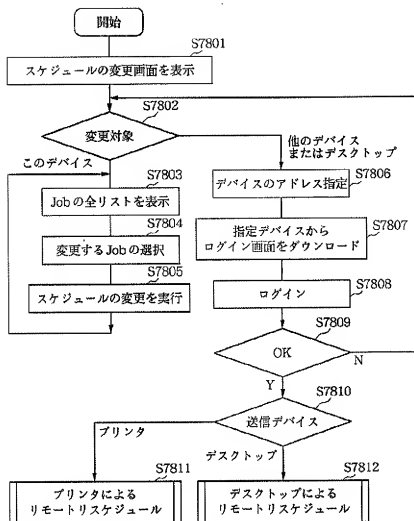 開始
S7801
スケジュールの変更画面を表示
S7802
変更対象
このデバイス
他のデバイス
またはデスクトップ
S7803
Jobの全リストを表示
S7804
変更するJobの選択
S7805
スケジュールの変更を実行
S7806
デバイスのアドレス指定
S7807
指定デバイスから
ログイン画面をダウンロード
S7808
ログイン
S7809
OK
N
Y
S7810
送信デバイス
プリンタ
デスクトップ
S7811
プリンタによる
リモートリスケジュール
S7812
デスクトップによる
リモートリスケジュール